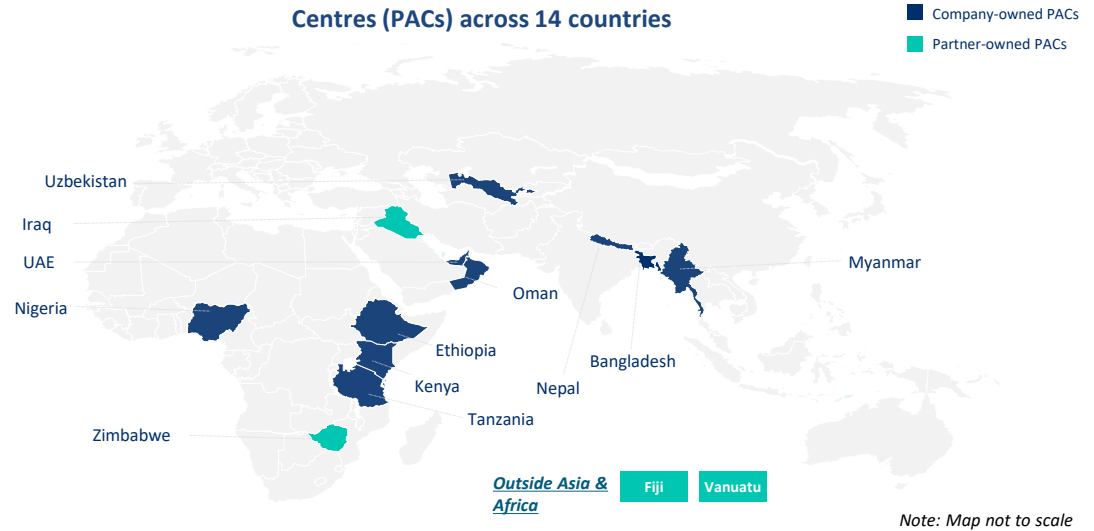 Centres (PACs) across 14 countries
Company-owned PACs
Partner-owned PACs
Uzbekistan
Iraq
UAE
Nigeria
Oman
Myanmar
Ethiopia
Bangladesh
Kenya
Nepal
Tanzania
Zimbabwe
Outside Asia &
Africa
Fiji
Vanuatu
Note: Map not to scale